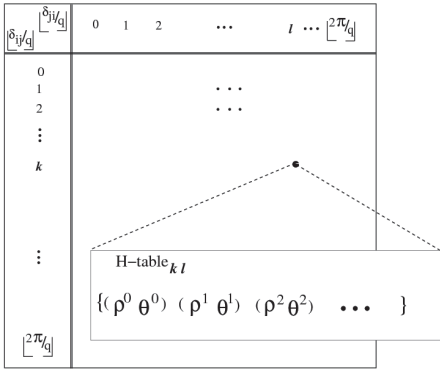 ⌊δij/q⌋ ⌊δji/q⌋ 0 1 2 ••• l ••• ⌊2π/q⌋
0
1 •••
2 •••
⋮
k
⋮
H−table k l
{( ρ⁰ θ⁰) ( ρ¹ θ¹) (ρ² θ²) ••• }
⌊2π/q⌋